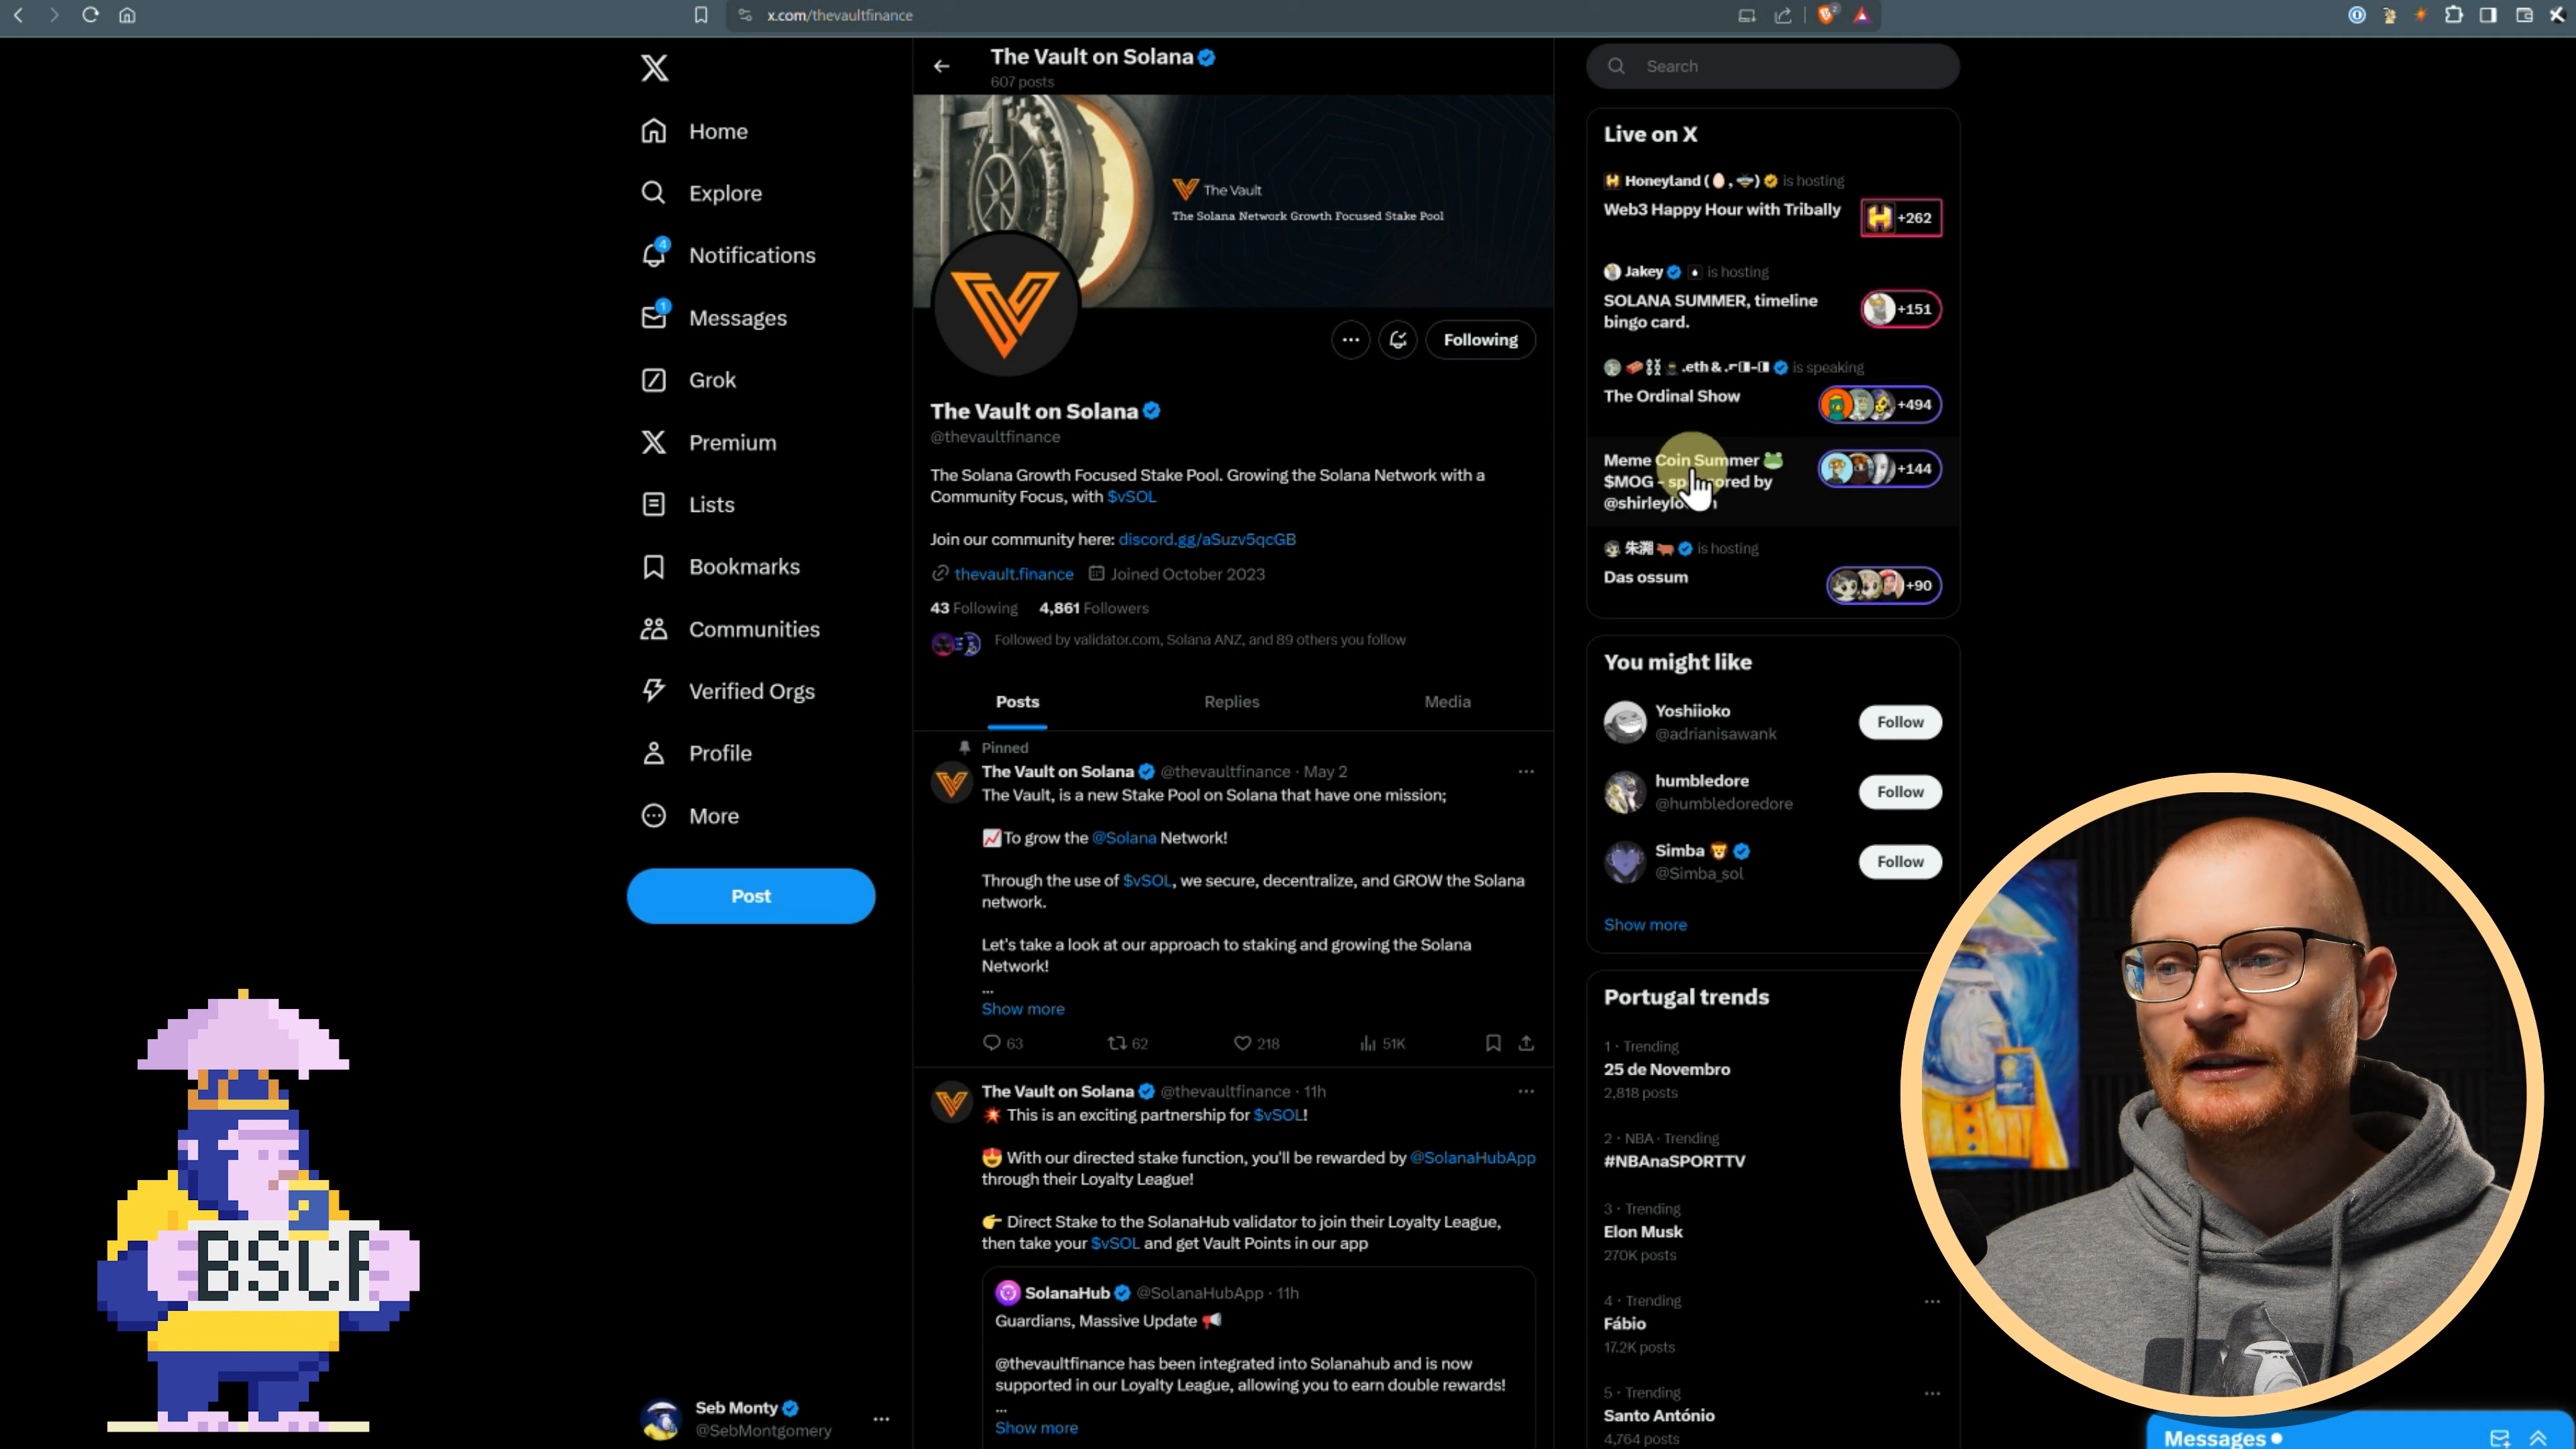 x.com/thevaultfinance
Home
Explore
4
Notifications
1
Messages
Grok
Premium
Lists
Bookmarks
Communities
Verified Orgs
Profile
More
Post
BSCF
Seb Monty
@SebMontgomery
The Vault on Solana
607 posts
The Vault
The Solana Network Growth Focused Stake Pool
Following
The Vault on Solana
@thevaultfinance
The Solana Growth Focused Stake Pool. Growing the Solana Network with a
Community Focus, with $vSOL
Join our community here: discord.gg/aSuzv5qcGB
thevault.finance Joined October 2023
43 Following 4,861 Followers
Followed by validator.com, Solana ANZ, and 89 others you follow
Posts Replies Media
Pinned
The Vault on Solana @thevaultfinance · May 2
The Vault, is a new Stake Pool on Solana that have one mission;
📈To grow the @Solana Network!
Through the use of $vSOL, we secure, decentralize, and GROW the Solana
network.
Let's take a look at our approach to staking and growing the Solana
Network!
...
Show more
63 62 218 51K
The Vault on Solana @thevaultfinance · 11h
💥 This is an exciting partnership for $vSOL!
😍 With our directed stake function, you'll be rewarded by @SolanaHubApp
through their Loyalty League!
👉 Direct Stake to the SolanaHub validator to join their Loyalty League,
then take your $vSOL and get Vault Points in our app
SolanaHub @SolanaHubApp · 11h
Guardians, Massive Update 📢
@thevaultfinance has been integrated into Solanahub and is now
supported in our Loyalty League, allowing you to earn double rewards!
...
Show more
Search
Live on X
Honeyland (🥚, 🐝) is hosting
Web3 Happy Hour with Tribally
+262
Jakey is hosting
SOLANA SUMMER, timeline
bingo card.
+151
.eth & is speaking
The Ordinal Show
+494
Meme Coin Summer 🐸
$MOG - by
+144
朱溯 🐂 is hosting
Das ossum
+90
You might like
Yoshiioko
@adrianisawank
Follow
humbledore
@humbledoredore
Follow
Simba 🦁
@Simba_sol
Follow
Show more
Portugal trends
1 · Trending
25 de Novembro
2,818 posts
2 · NBA · Trending
#NBAnaSPORTTV
3 · Trending
Elon Musk
270K posts
4 · Trending
Fábio
17.2K posts
5 · Trending
Santo António
4,764 posts
Messages